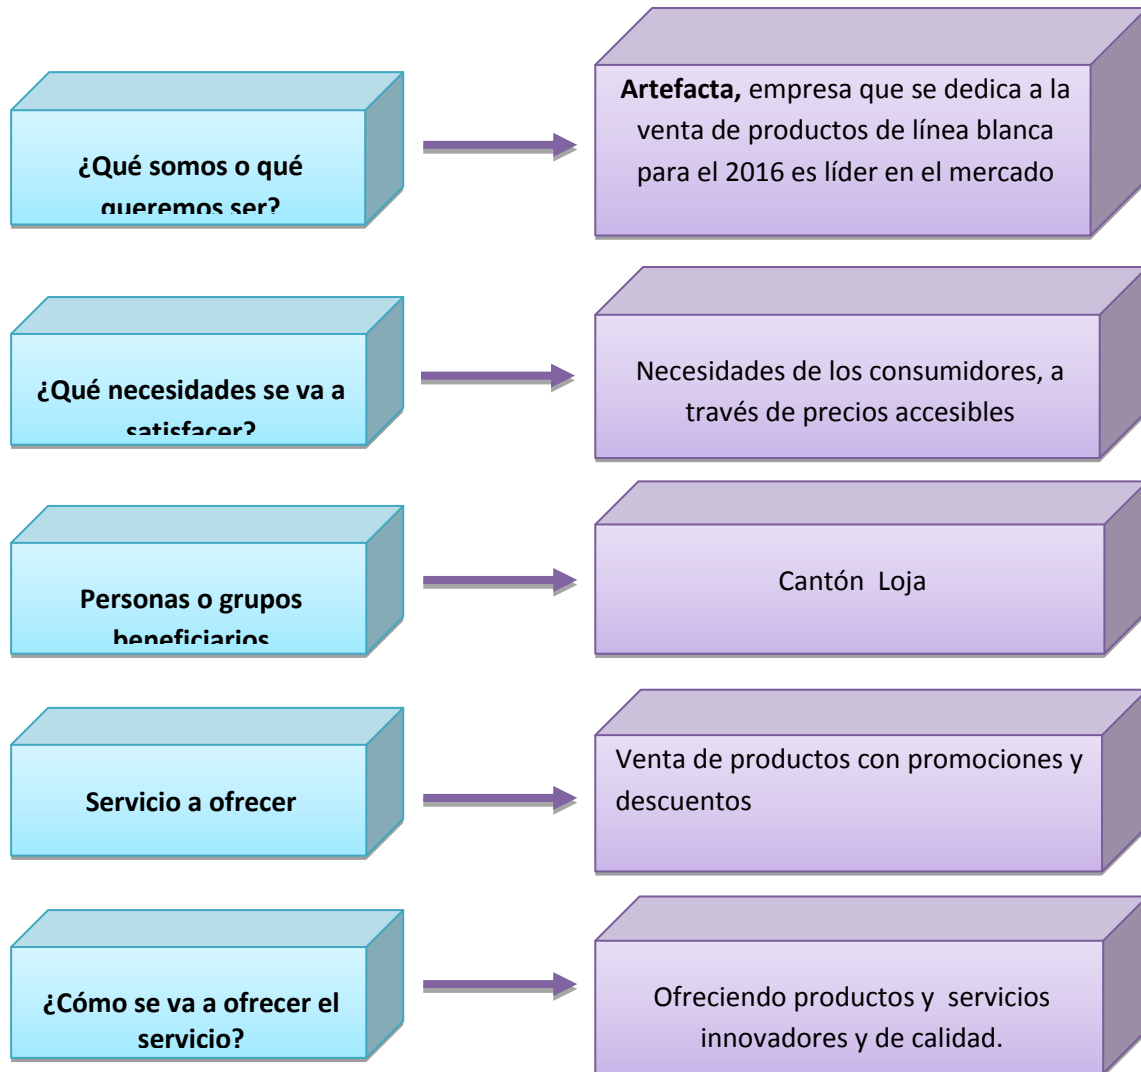 ¿Qué somos o qué
queremos ser?
Artefacta, empresa que se dedica a la
venta de productos de línea blanca
para el 2016 es líder en el mercado
¿Qué necesidades se va a
satisfacer?
Necesidades de los consumidores, a
través de precios accesibles
Personas o grupos
beneficiarios
Cantón Loja
Servicio a ofrecer
Venta de productos con promociones y
descuentos
¿Cómo se va a ofrecer el
servicio?
Ofreciendo productos y servicios
innovadores y de calidad.